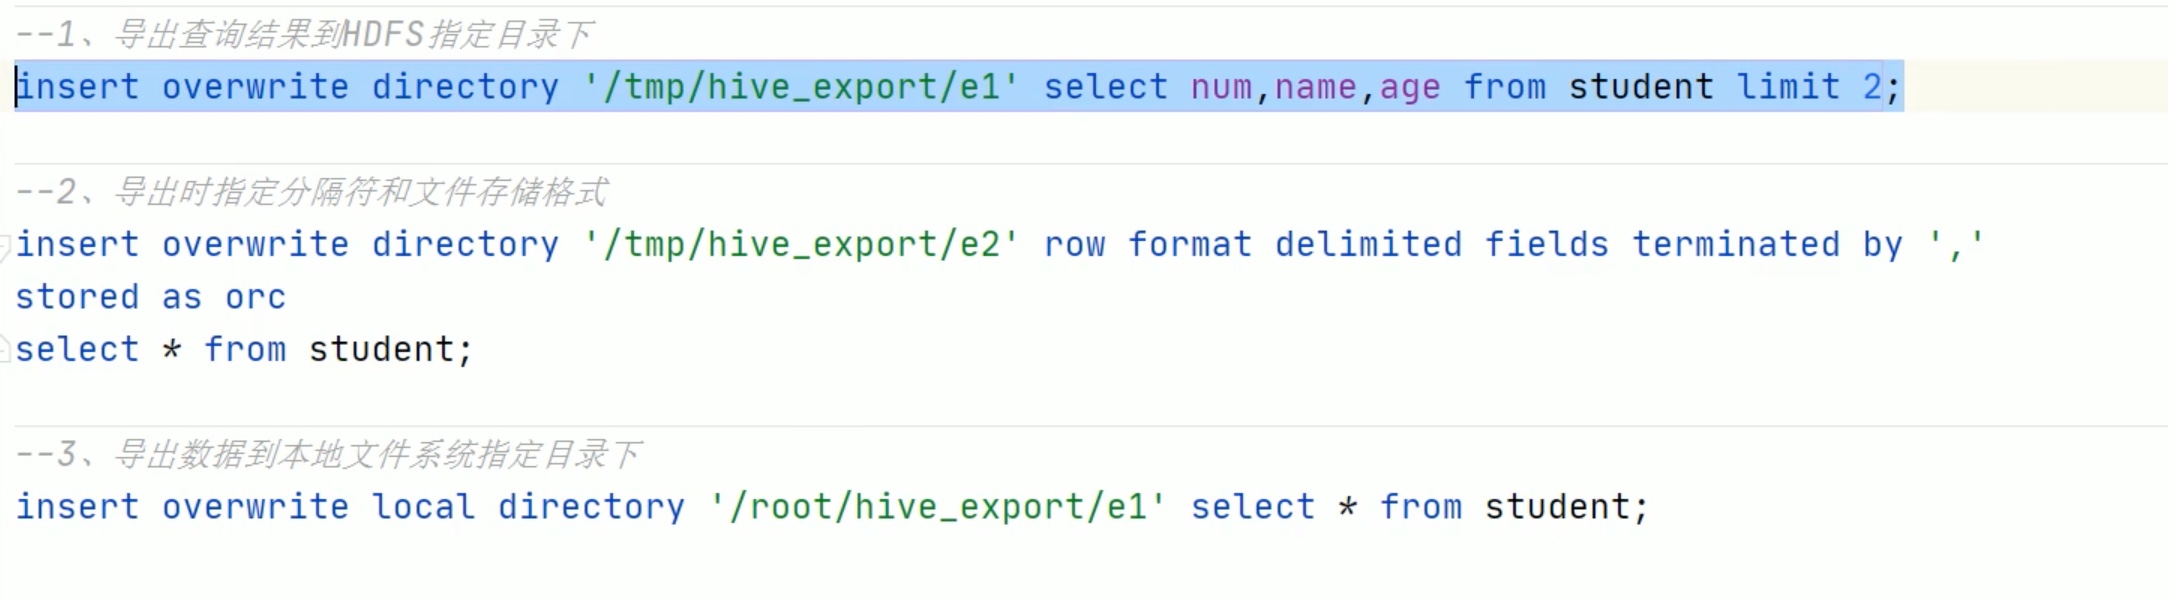 --1、导出查询结果到HDFS指定目录下
insert overwrite directory '/tmp/hive_export/e1' select num,name,age from student limit 2;
--2、导出时指定分隔符和文件存储格式
insert overwrite directory '/tmp/hive_export/e2' row format delimited fields terminated by ','
stored as orc
select * from student;
--3、导出数据到本地文件系统指定目录下
insert overwrite local directory '/root/hive_export/e1' select * from student;